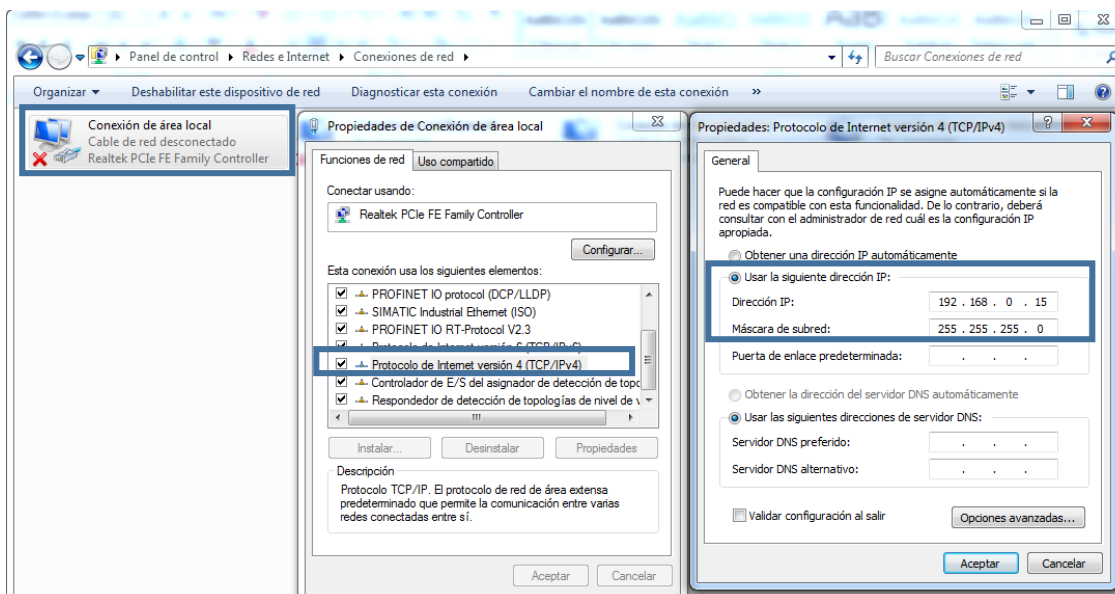 Panel de control ▸ Redes e Internet ▸ Conexiones de red ▸
Buscar Conexiones de red
Organizar ▾ Deshabilitar este dispositivo de red Diagnosticar esta conexión Cambiar el nombre de esta conexión »
Conexión de área local
Cable de red desconectado
Realtek PCIe FE Family Controller
Propiedades de Conexión de área local
Funciones de red Uso compartido
Conectar usando:
Realtek PCIe FE Family Controller
Configurar...
Esta conexión usa los siguientes elementos:
PROFINET IO protocol (DCP/LLDP)
SIMATIC Industrial Ethernet (ISO)
PROFINET IO RT-Protocol V2.3
Protocolo de Internet versión 6 (TCP/IPv6)
Protocolo de Internet versión 4 (TCP/IPv4)
Controlador de E/S del asignador de detección de topo
Respondedor de detección de topologías de nivel de v
Instalar... Desinstalar Propiedades
Descripción
Protocolo TCP/IP. El protocolo de red de área extensa
predeterminado que permite la comunicación entre varias
redes conectadas entre sí.
Aceptar Cancelar
Propiedades: Protocolo de Internet versión 4 (TCP/IPv4)
General
Puede hacer que la configuración IP se asigne automáticamente si la
red es compatible con esta funcionalidad. De lo contrario, deberá
consultar con el administrador de red cuál es la configuración IP
apropiada.
Obtener una dirección IP automáticamente
Usar la siguiente dirección IP:
Dirección IP: 192 . 168 . 0 . 15
Máscara de subred: 255 . 255 . 255 . 0
Puerta de enlace predeterminada: . . .
Obtener la dirección del servidor DNS automáticamente
Usar las siguientes direcciones de servidor DNS:
Servidor DNS preferido: . . .
Servidor DNS alternativo: . . .
Validar configuración al salir
Opciones avanzadas...
Aceptar Cancelar